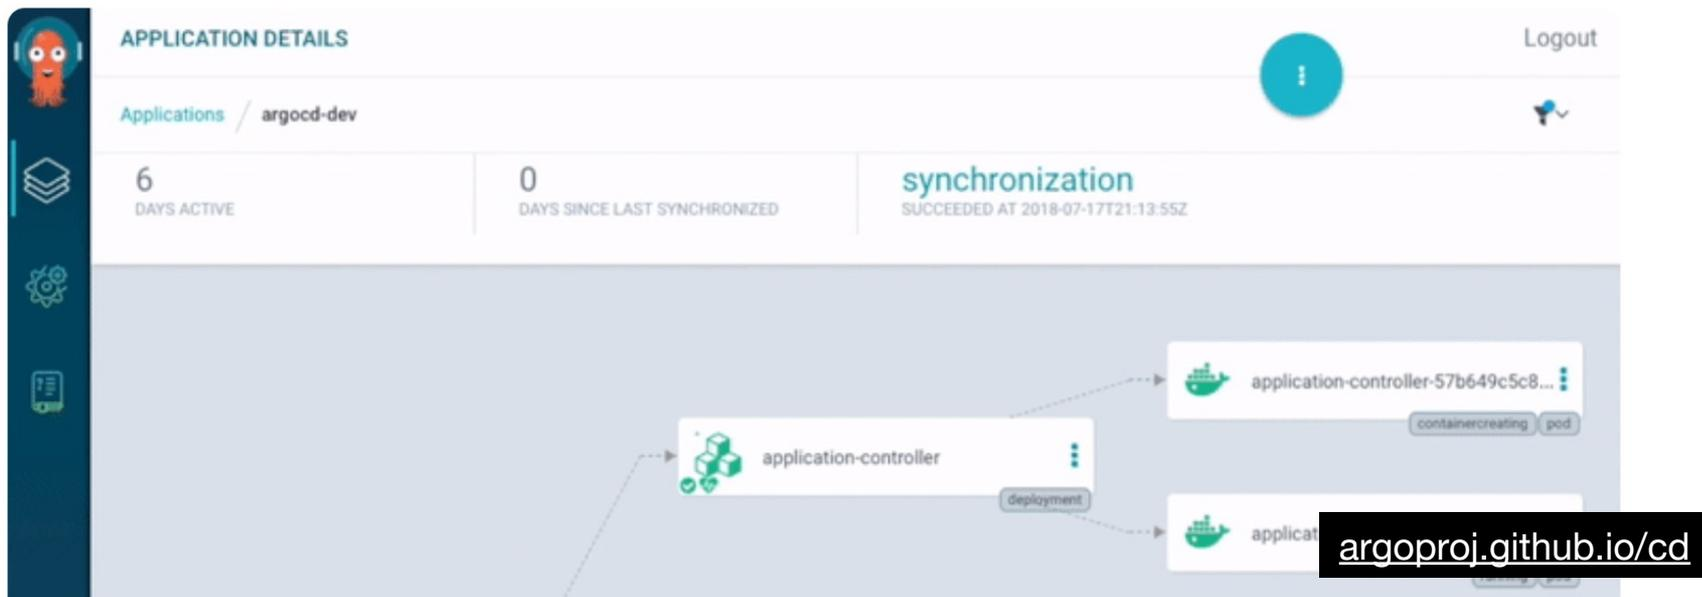 APPLICATION DETAILS
Logout
Applications / argocd-dev
6
DAYS ACTIVE
0
DAYS SINCE LAST SYNCHRONIZED
synchronization
SUCCEEDED AT 2018-07-17T21:13:55Z
application-controller-57b649c5c8...
containercreating pod
application-controller
deployment
applicat
argoproj.github.io/cd